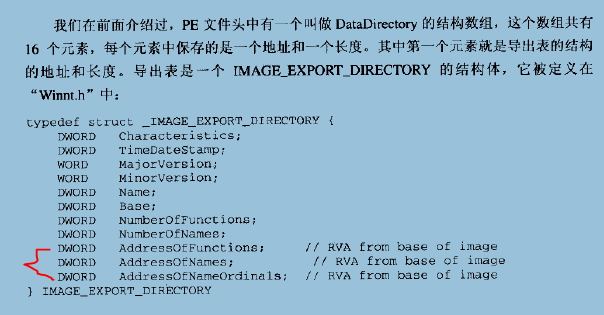 我们在前面介绍过，PE 文件头中有一个叫做 DataDirectory 的结构数组，这个数组共有
16 个元素，每个元素中保存的是一个地址和一个长度。其中第一个元素就是导出表的结构
的地址和长度。导出表是一个 IMAGE_EXPORT_DIRECTORY 的结构体，它被定义在
“Winnt.h”中：
typedef struct _IMAGE_EXPORT_DIRECTORY {
DWORD Characteristics;
DWORD TimeDateStamp;
WORD MajorVersion;
WORD MinorVersion;
DWORD Name;
DWORD Base;
DWORD NumberOfFunctions;
DWORD NumberOfNames;
DWORD AddressOfFunctions; // RVA from base of image
DWORD AddressOfNames; // RVA from base of image
DWORD AddressOfNameOrdinals; // RVA from base of image
} IMAGE_EXPORT_DIRECTORY